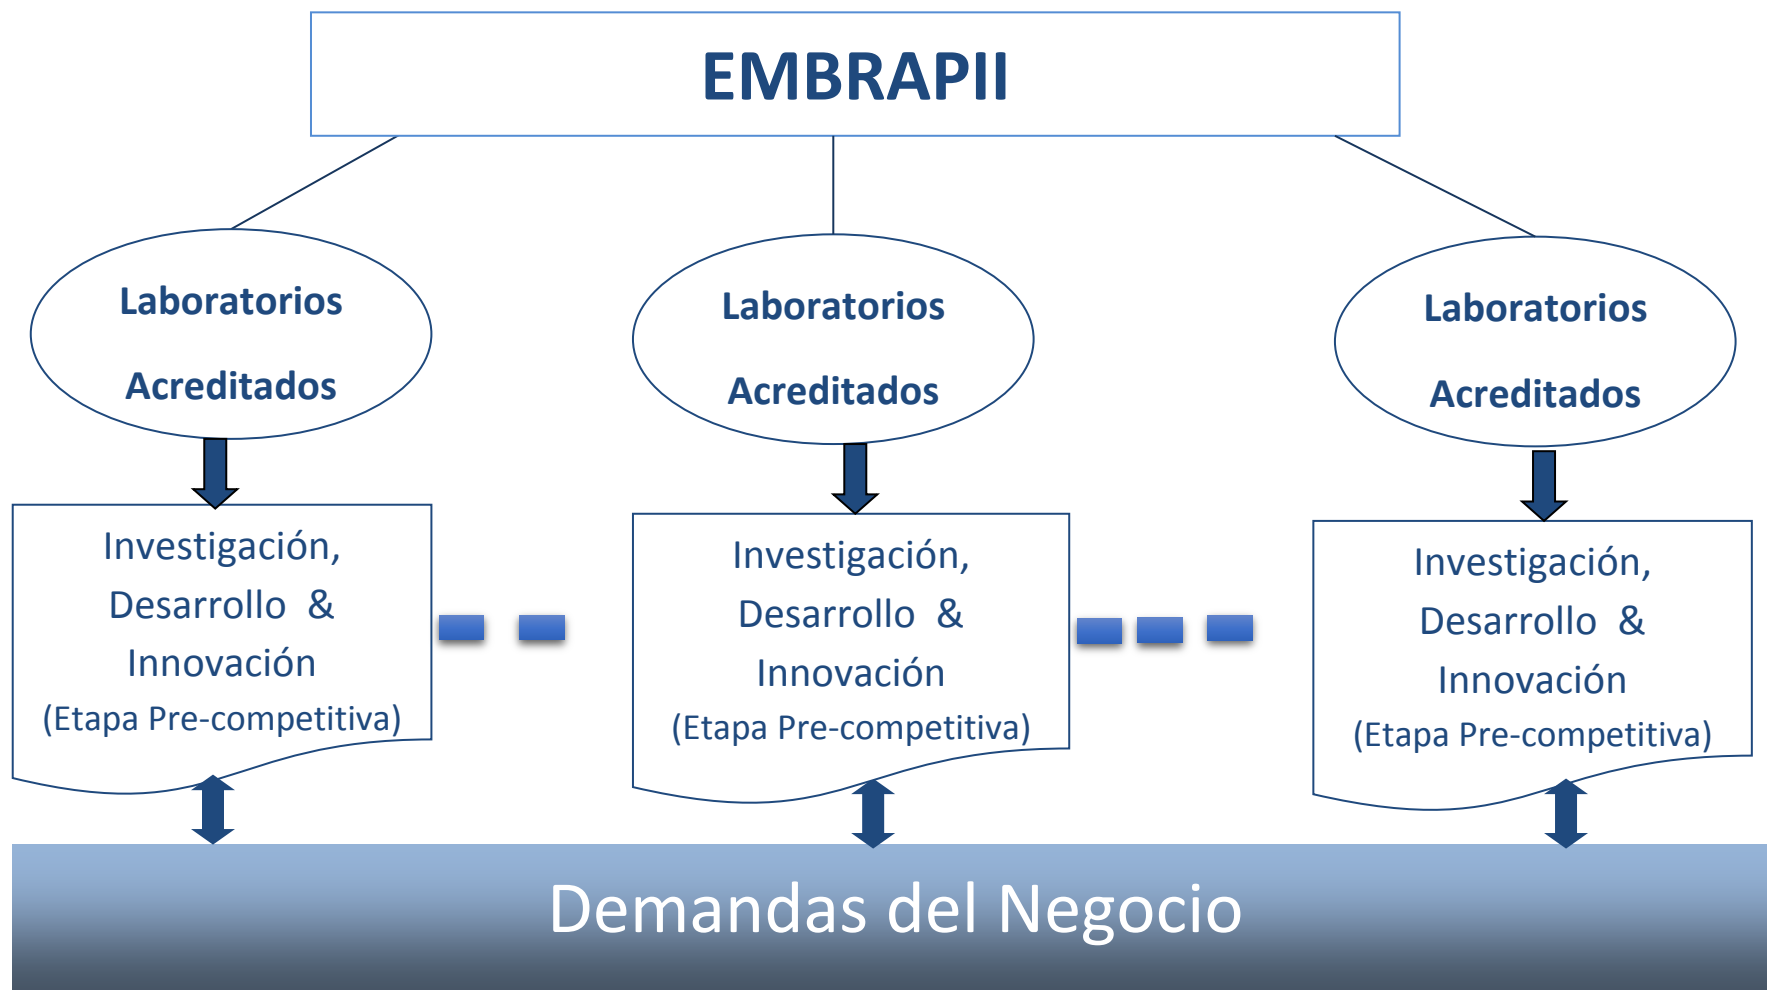 EMBRAPII
Laboratorios
Acreditados
Laboratorios
Acreditados
Laboratorios
Acreditados
Investigación,
Desarrollo &
Innovación
(Etapa Pre-competitiva)
Investigación,
Desarrollo &
Innovación
(Etapa Pre-competitiva)
Investigación,
Desarrollo &
Innovación
(Etapa Pre-competitiva)
Demandas del Negocio